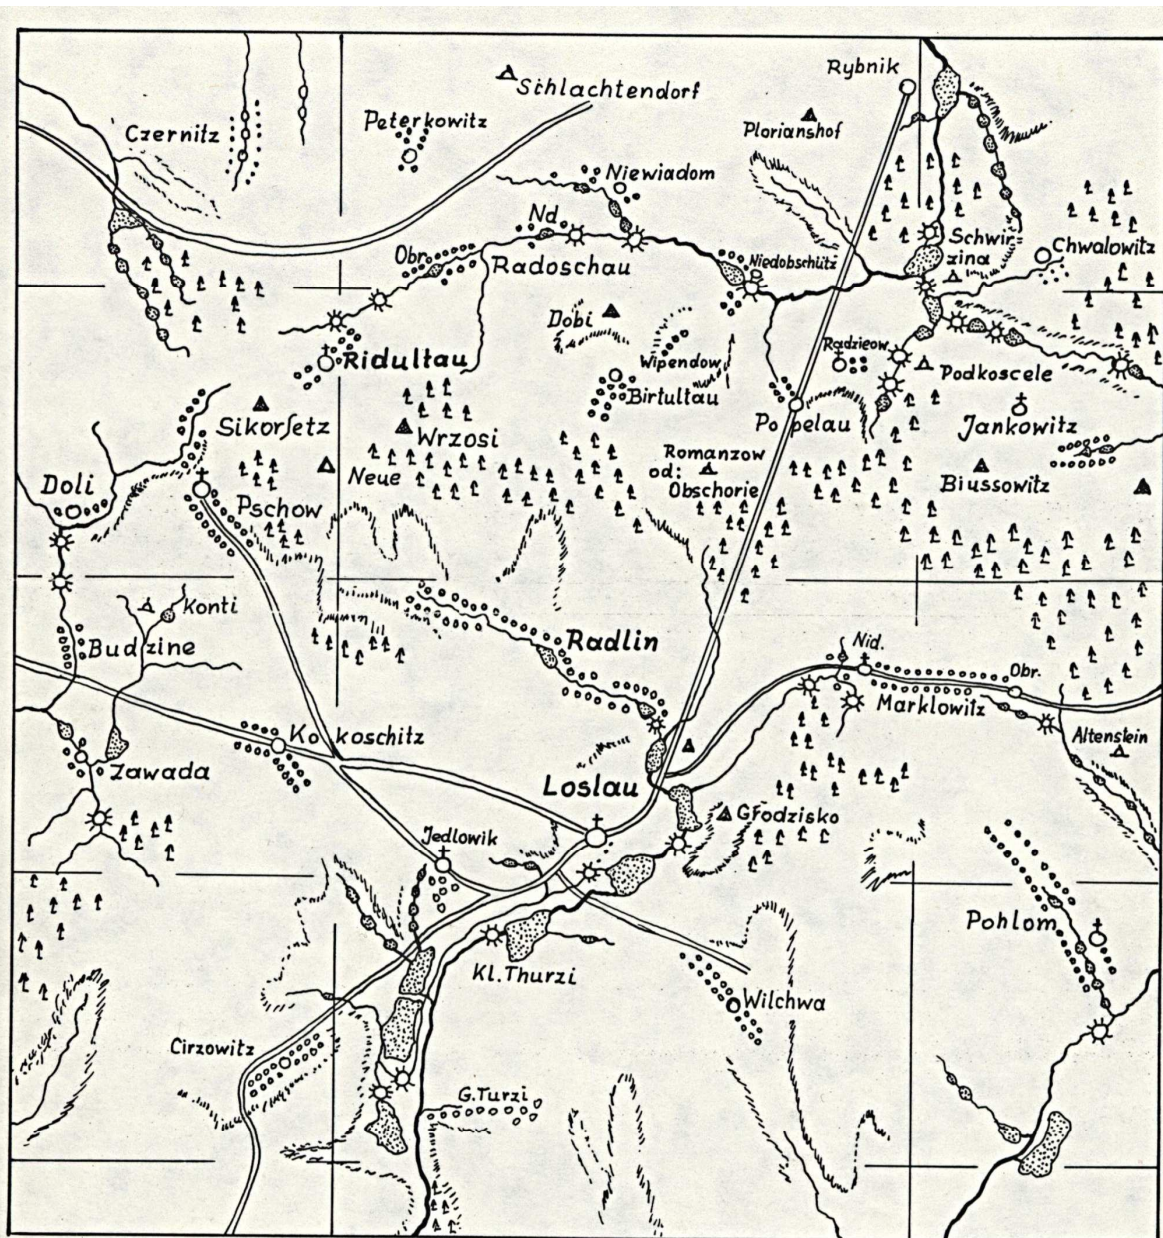 Rybnik
Schlachtendorf
Czernitz
Peterkowitz
Plorianshof
Niewiadom
Nd.
Schwir-
zina
Chwalowitz
Obr.
Radoschau
Niedobschütz
Dobi
Radzieow
Ridultau
Wipendow
Podkoscele
Birtultau
Sikorsetz
Wrzosi
Popelau
Jankowitz
Romanzow
od:
Obschorie
Neue
Doli
Pschow
Biussowitz
Konti
Radlin
Nid.
Budzine
Obr.
Marklowitz
Kokoschitz
Altenstein
Zawada
Loslau
Grodzisko
Jedlowik
Pohlom
Kl. Thurzi
Wilchwa
Cirzowitz
G. Turzi